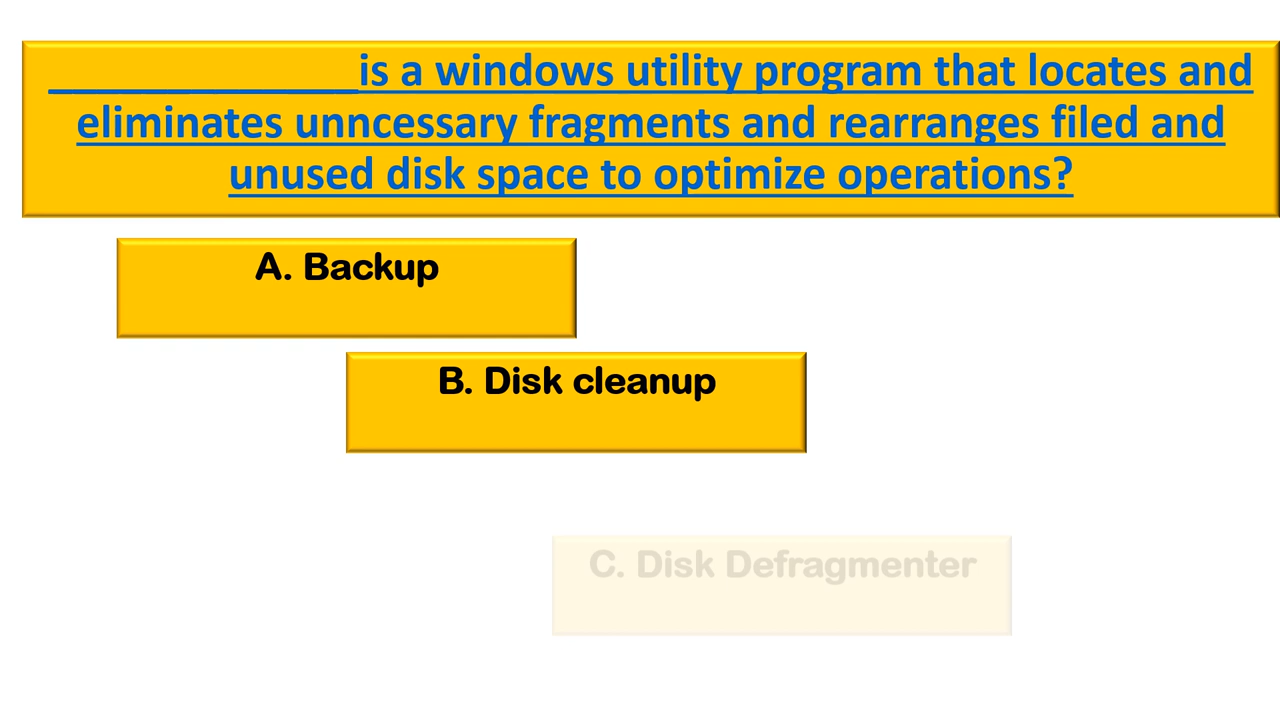 _____________is a windows utility program that locates and
eliminates unncessary fragments and rearranges filed and
unused disk space to optimize operations?
A. Backup
B. Disk cleanup
C. Disk Defragmenter